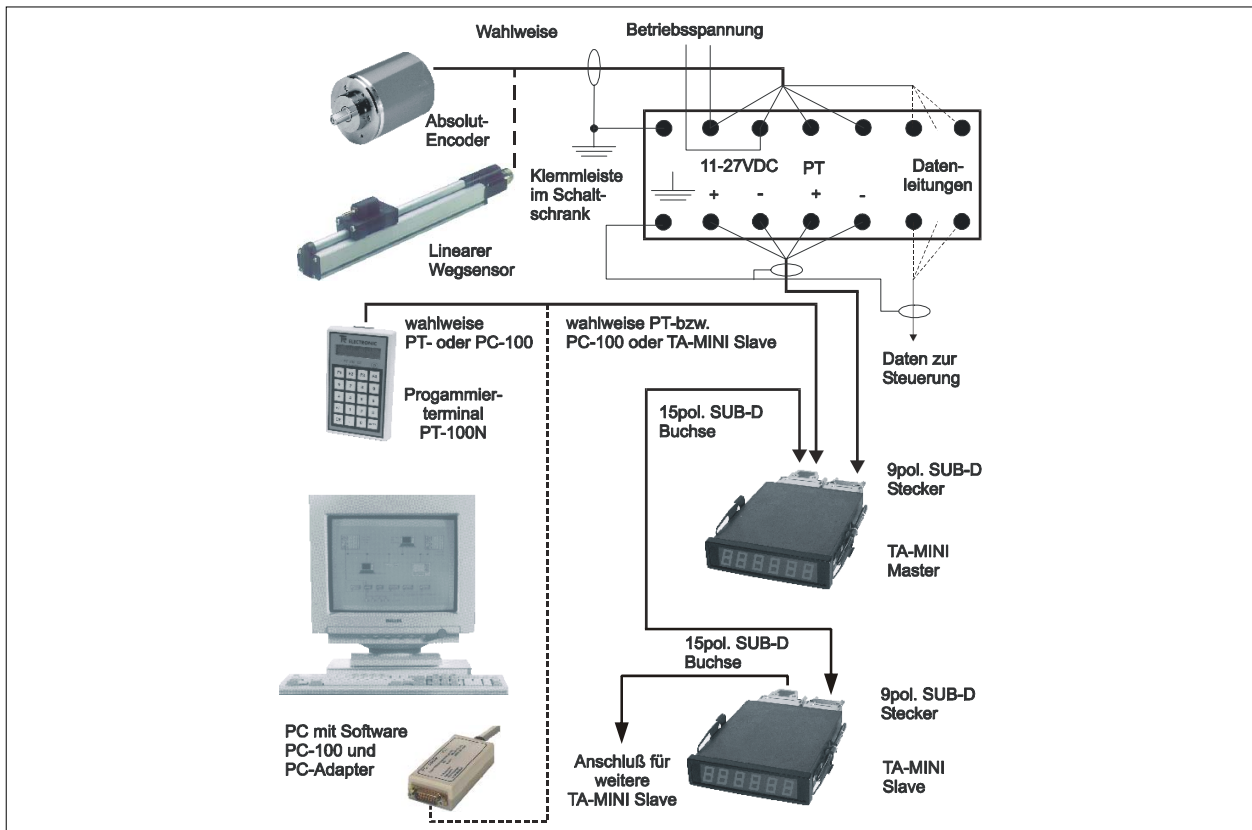 Wahlweise
Betriebsspannung
Absolut-
Encoder
Klemmleiste
im Schalt-
schrank
11-27VDC
PT
Daten-
leitungen
+ - + -
Linearer
Wegsensor
wahlweise
PT- oder PC-100
wahlweise PT-bzw.
PC-100 oder TA-MINI Slave
Daten zur
Steuerung
Progammier-
terminal
PT-100N
15pol. SUB-D
Buchse
9pol. SUB-D
Stecker
TA-MINI
Master
15pol. SUB-D
Buchse
9pol. SUB-D
Stecker
PC mit Software
PC-100 und
PC-Adapter
Anschluß für
weitere
TA-MINI Slave
TA-MINI
Slave